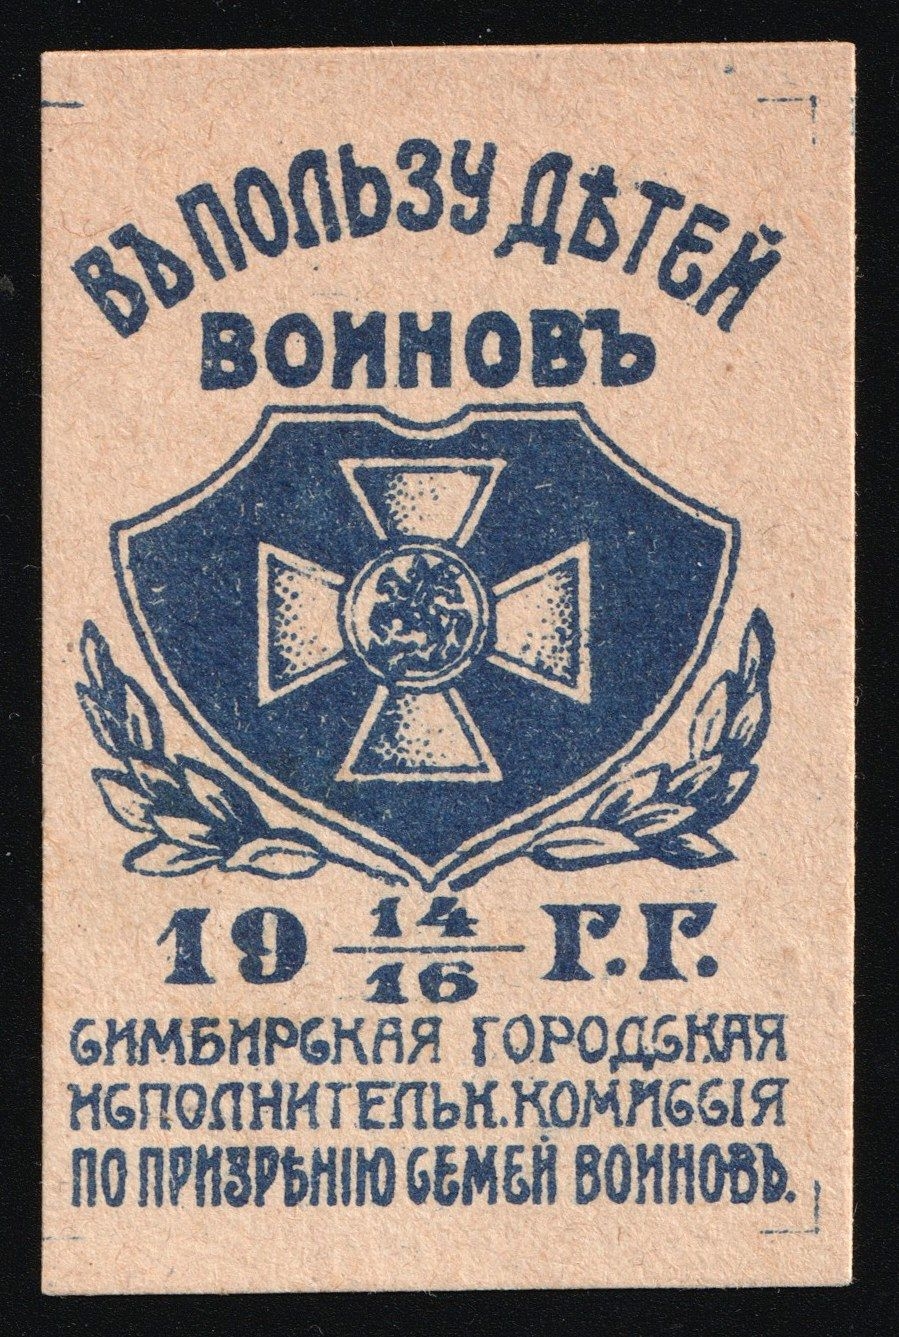 ВЪ ПОЛЬЗУ ДѢТЕЙ
ВОИНОВЪ
19 14/16 Г.Г.
СИМБИРСКАЯ ГОРОДСКАЯ
ИСПОЛНИТЕЛЬН. КОМИССІЯ
ПО ПРИЗРѢНІЮ СЕМЕЙ ВОИНОВЪ.